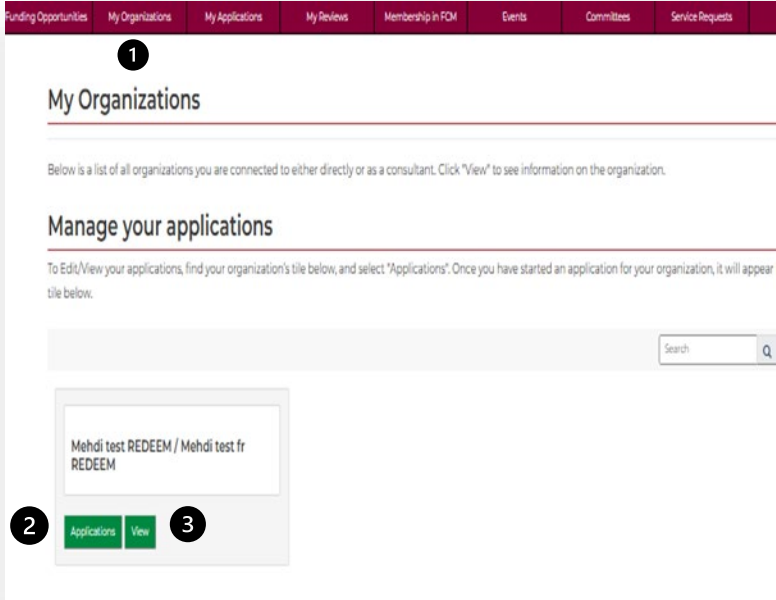 Funding Opportunities My Organizations My Applications My Reviews Membership in FCM Events Committees Service Requests
1
My Organizations
Below is a list of all organizations you are connected to either directly or as a consultant. Click "View" to see information on the organization.
Manage your applications
To Edit/View your applications, find your organization's tile below, and select "Applications". Once you have started an application for your organization, it will appear
tile below.
Search
Mehdi test REDEEM / Mehdi test fr
REDEEM
2 Applications View 3